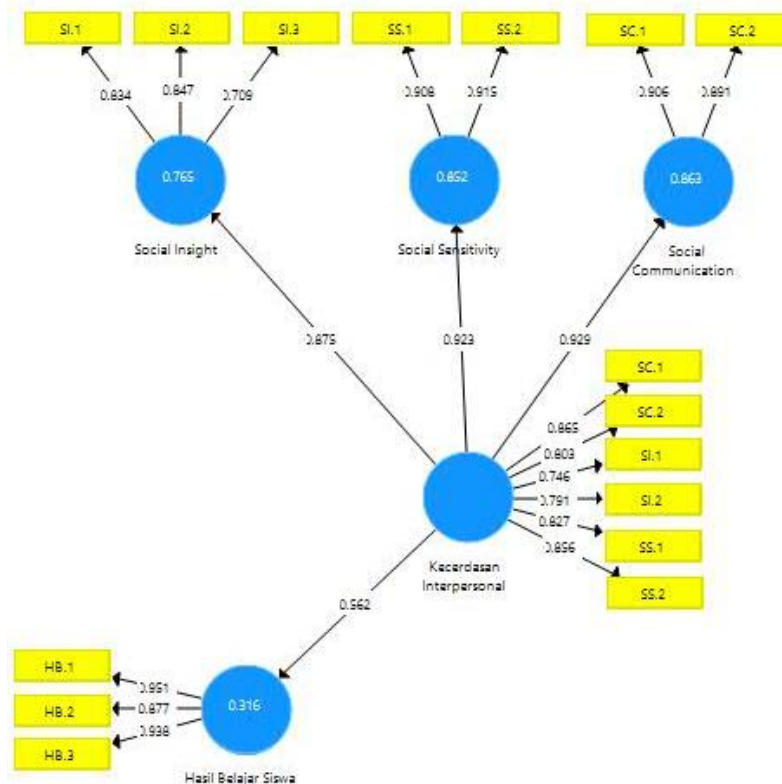 SI.1 SI.2 SI.3 SS.1 SS.2 SC.1 SC.2
0.834 0.847 0.709 0.908 0.915 0.906 0.891
0.765 0.852 0.863
Social Insight
Social Sensitivity
Social
Communication
0.875 0.923 0.929
SC.1
0.865
SC.2
0.803
SI.1
0.746
SI.2
0.791
SS.1
0.827
SS.2
0.856
Kecerdasan
Interpersonal
0.562
HB.1
0.951
HB.2
0.877
HB.3
0.938
0.316
Hasil Belajar Siswa